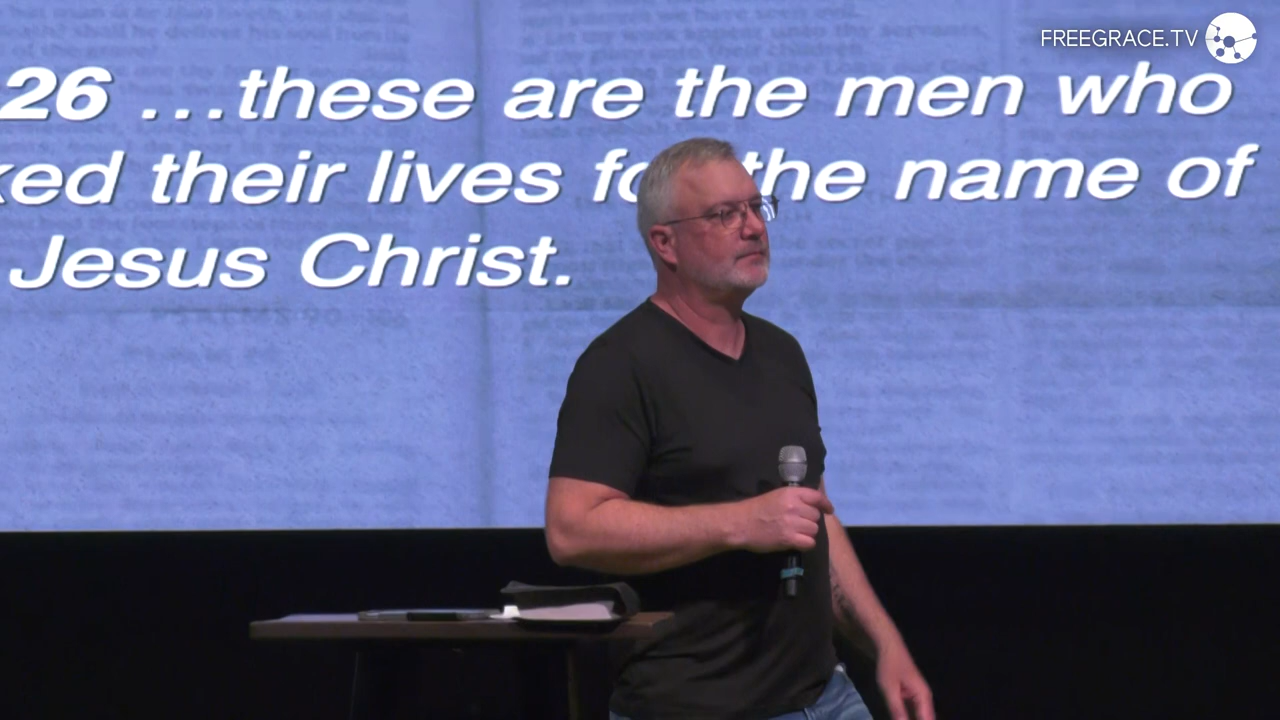 FREEGRACE.TV
26 ...these are the men who
ked their lives fo the name of
Jesus Christ.